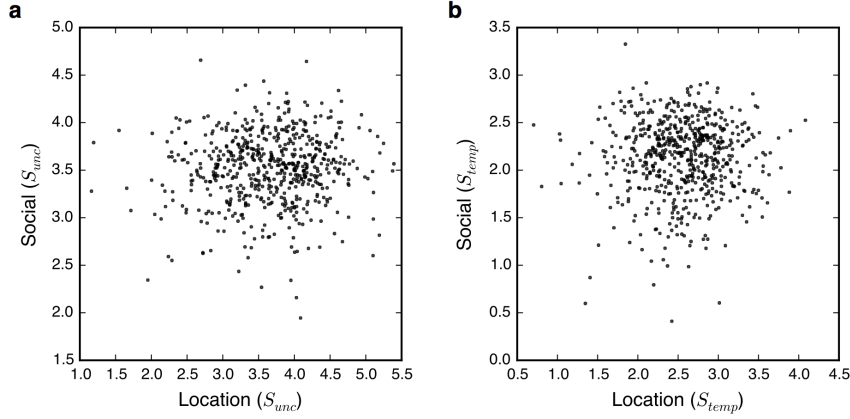 a
5.0
4.5
4.0
3.5
3.0
2.5
2.0
1.5
Social (S_unc)
1.0 1.5 2.0 2.5 3.0 3.5 4.0 4.5 5.0 5.5
Location (S_unc)
b
3.5
3.0
2.5
2.0
1.5
1.0
0.5
0.0
Social (S_temp)
0.5 1.0 1.5 2.0 2.5 3.0 3.5 4.0 4.5
Location (S_temp)